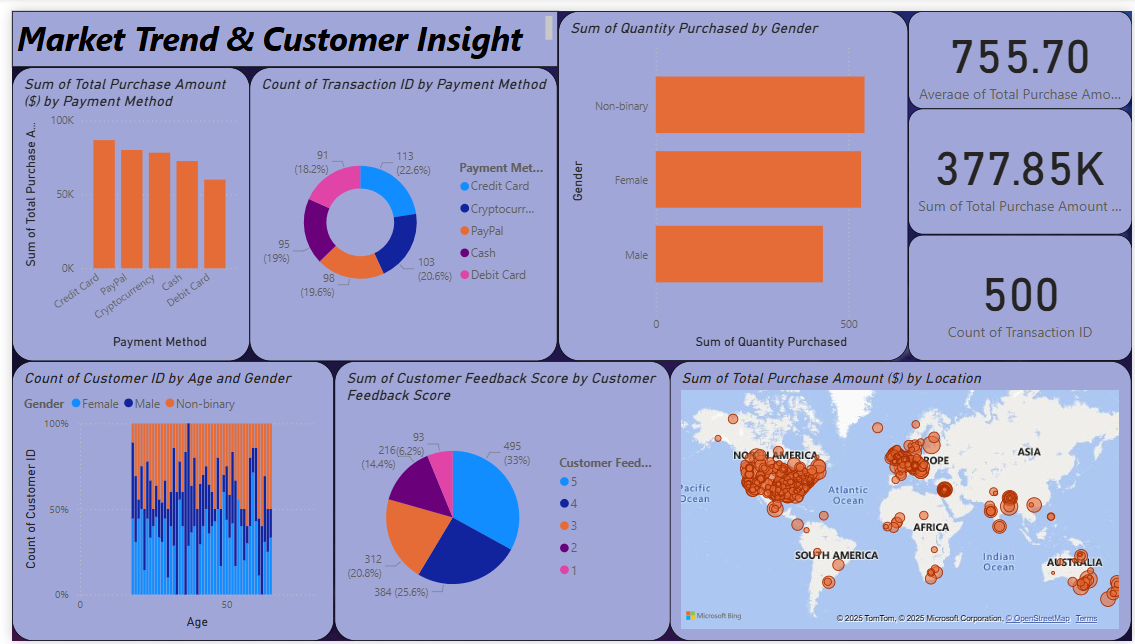 Market Trend & Customer Insight
Sum of Total Purchase Amount
($) by Payment Method
Sum of Total Purchase A...
100K
50K
0K
Credit Card
PayPal
Cryptocurrency
Cash
Debit Card
Payment Method
Count of Transaction ID by Payment Method
113
(22.6%)
103
(20.6%)
98
(19.6%)
95
(19%)
91
(18.2%)
Payment Met...
Credit Card
Cryptocurr...
PayPal
Cash
Debit Card
Sum of Quantity Purchased by Gender
Gender
Non-binary
Female
Male
0
500
Sum of Quantity Purchased
755.70
Average of Total Purchase Amo...
377.85K
Sum of Total Purchase Amount ...
500
Count of Transaction ID
Count of Customer ID by Age and Gender
Gender
Female
Male
Non-binary
Count of Customer ID
100%
50%
0%
0
50
Age
Sum of Customer Feedback Score by Customer
Feedback Score
495
(33%)
384 (25.6%)
312
(20.8%)
216
(14.4%)
93
(6.2%)
Customer Feed...
5
4
3
2
1
Sum of Total Purchase Amount ($) by Location
ASIA
Pacific
Ocean
Atlantic
Ocean
AFRICA
SOUTH AMERICA
Indian
Ocean
AUSTRALIA
Microsoft Bing
© 2025 TomTom, © 2025 Microsoft Corporation, © OpenStreetMap Terms